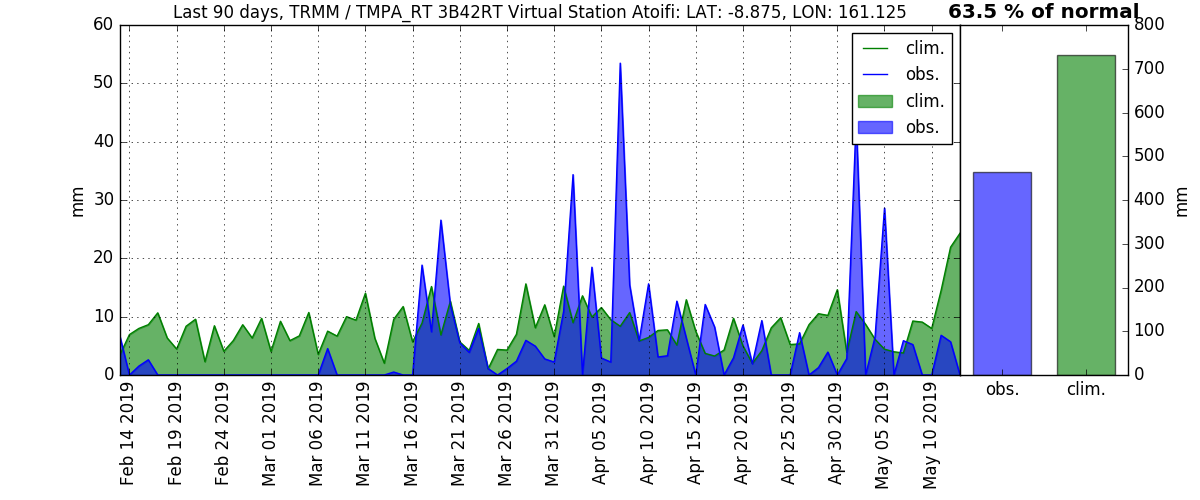 Last 90 days, TRMM / TMPA_RT 3B42RT Virtual Station Atoifi: LAT: -8.875, LON: 161.125
63.5 % of normal
60
50
40
30
20
10
0
mm
clim.
obs.
clim.
obs.
800
700
600
500
400
300
200
100
0
mm
Feb 14 2019
Feb 19 2019
Feb 24 2019
Mar 01 2019
Mar 06 2019
Mar 11 2019
Mar 16 2019
Mar 21 2019
Mar 26 2019
Mar 31 2019
Apr 05 2019
Apr 10 2019
Apr 15 2019
Apr 20 2019
Apr 25 2019
Apr 30 2019
May 05 2019
May 10 2019
obs.
clim.